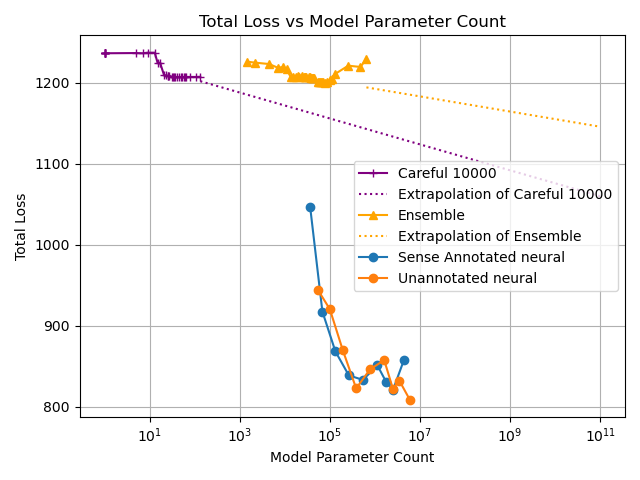 Total Loss vs Model Parameter Count
Total Loss
1200
1100
1000
900
800
Careful 10000
Extrapolation of Careful 10000
Ensemble
Extrapolation of Ensemble
Sense Annotated neural
Unannotated neural
10^1 10^3 10^5 10^7 10^9 10^11
Model Parameter Count